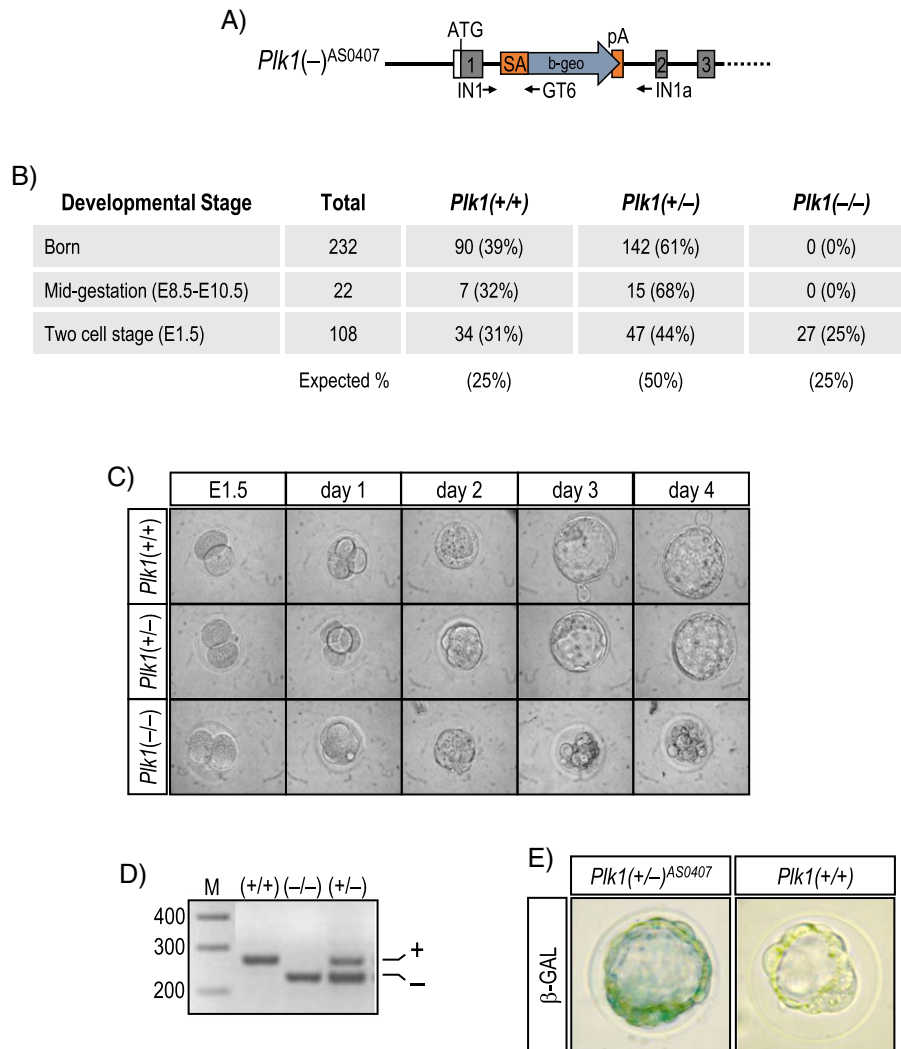 A)
Plk1(–)AS0407
ATG
1
SA
b-geo
pA
2
3
IN1
GT6
IN1a
B)
Developmental Stage Total Plk1(+/+) Plk1(+/–) Plk1(–/–)
Born 232 90 (39%) 142 (61%) 0 (0%)
Mid-gestation (E8.5-E10.5) 22 7 (32%) 15 (68%) 0 (0%)
Two cell stage (E1.5) 108 34 (31%) 47 (44%) 27 (25%)
Expected % (25%) (50%) (25%)
C)
E1.5 day 1 day 2 day 3 day 4
Plk1(+/+)
Plk1(+/–)
Plk1(–/–)
D)
M (+/+) (–/–) (+/–)
400
300
200
+
–
E)
Plk1(+/–)AS0407 Plk1(+/+)
β-GAL